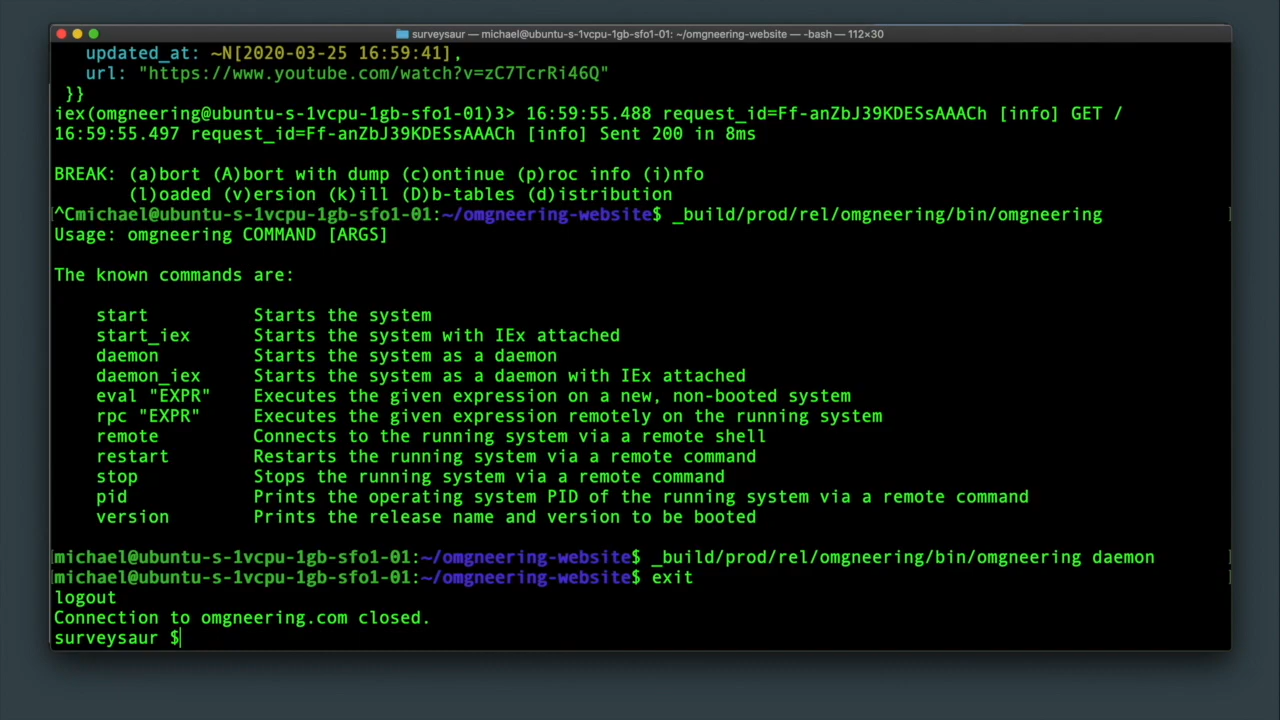 surveysaur — michael@ubuntu-s-1vcpu-1gb-sfo1-01: ~/omgneering-website — -bash — 112×30
updated_at: ~N[2020-03-25 16:59:41],
url: "https://www.youtube.com/watch?v=zC7TcrRi46Q"
}}
iex(omgneering@ubuntu-s-1vcpu-1gb-sfo1-01)3> 16:59:55.488 request_id=Ff-anZbJ39KDESsAAACh [info] GET /
16:59:55.497 request_id=Ff-anZbJ39KDESsAAACh [info] Sent 200 in 8ms
BREAK: (a)bort (A)bort with dump (c)ontinue (p)roc info (i)nfo
(l)oaded (v)ersion (k)ill (D)b-tables (d)istribution
^Cmichael@ubuntu-s-1vcpu-1gb-sfo1-01:~/omgneering-website$ _build/prod/rel/omgneering/bin/omgneering
Usage: omgneering COMMAND [ARGS]
The known commands are:
start Starts the system
start_iex Starts the system with IEx attached
daemon Starts the system as a daemon
daemon_iex Starts the system as a daemon with IEx attached
eval "EXPR" Executes the given expression on a new, non-booted system
rpc "EXPR" Executes the given expression remotely on the running system
remote Connects to the running system via a remote shell
restart Restarts the running system via a remote command
stop Stops the running system via a remote command
pid Prints the operating system PID of the running system via a remote command
version Prints the release name and version to be booted
michael@ubuntu-s-1vcpu-1gb-sfo1-01:~/omgneering-website$ _build/prod/rel/omgneering/bin/omgneering daemon
michael@ubuntu-s-1vcpu-1gb-sfo1-01:~/omgneering-website$ exit
logout
Connection to omgneering.com closed.
surveysaur $